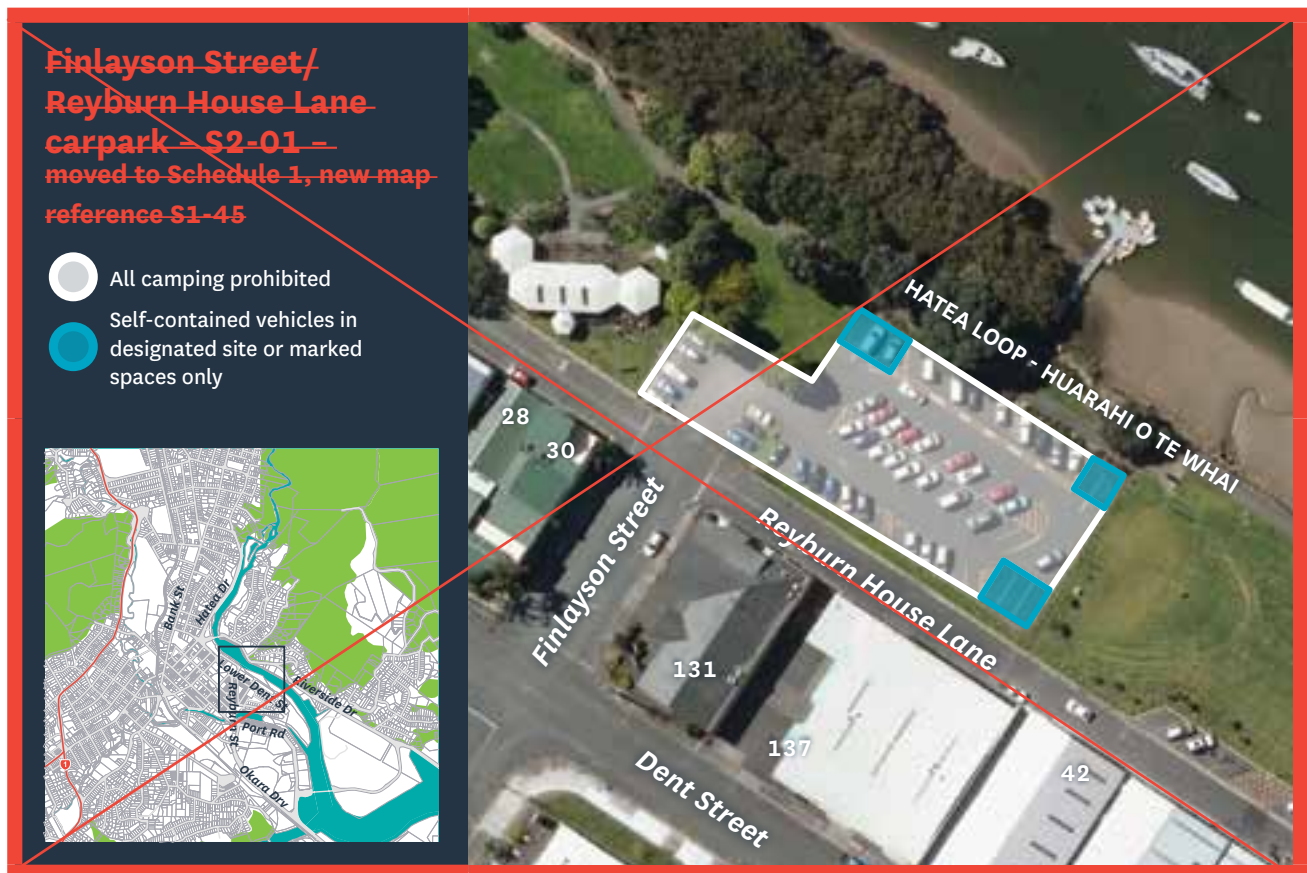 Finlayson Street/
Reyburn House Lane
carpark – S2-01 –
moved to Schedule 1, new map
reference S1-45
All camping prohibited
Self-contained vehicles in
designated site or marked
spaces only
Bank St
Hatea Dr
Lower Dent St
Riverside Dr
Reyburn St
Port Rd
Okara Drv
1
HATEA LOOP - HUARAHI O TE WHAI
28
30
Finlayson Street
Reyburn House Lane
131
137
42
Dent Street